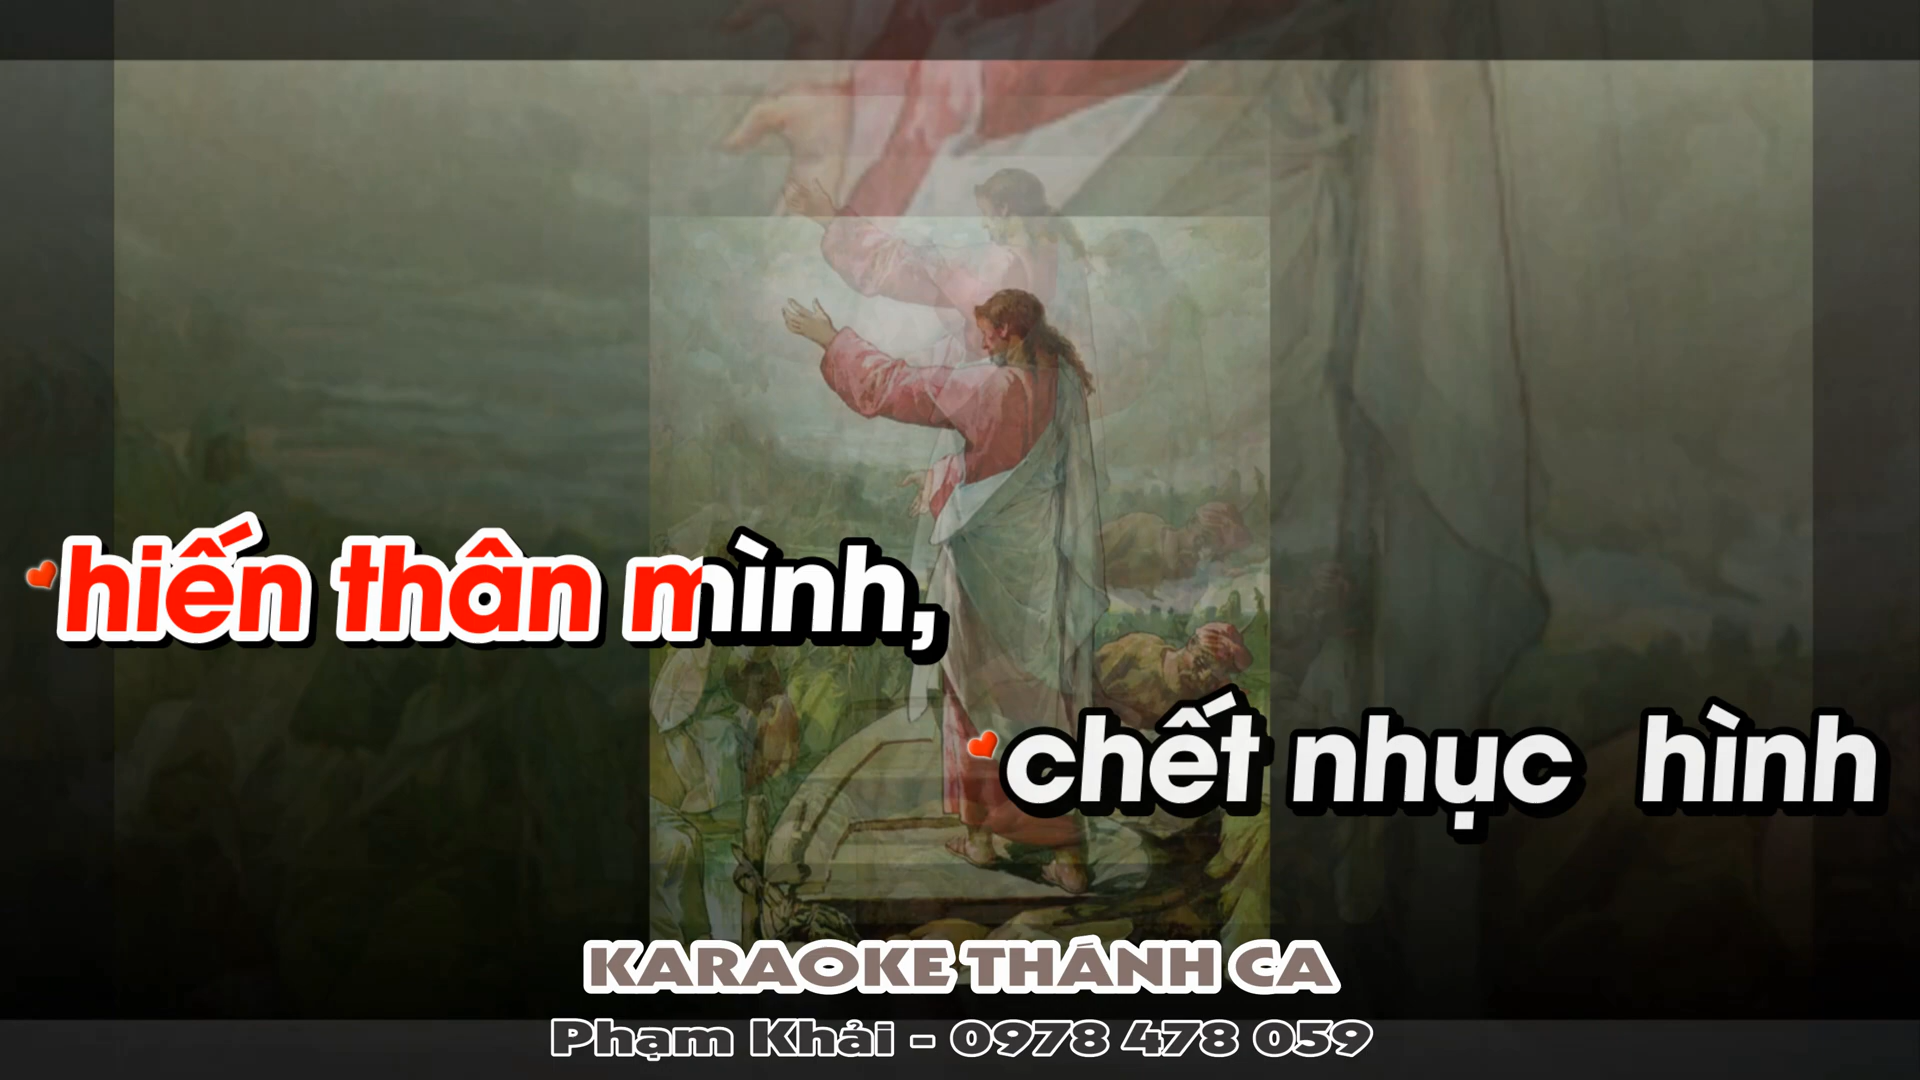 hiến thân mình,
chết nhục hình
KARAOKE THÁNH CA
Phạm Khải - 0978 478 059